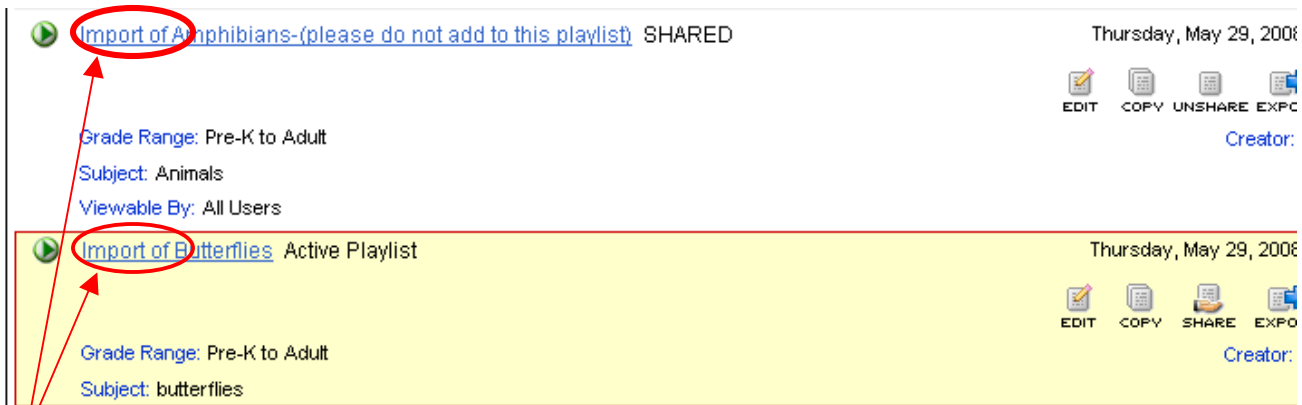 Import of Amphibians-(please do not add to this playlist) SHARED Thursday, May 29, 2008
EDIT COPY UNSHARE EXPO
Grade Range: Pre-K to Adult Creator:
Subject: Animals
Viewable By: All Users
Import of Butterflies Active Playlist Thursday, May 29, 2008
EDIT COPY SHARE EXPO
Grade Range: Pre-K to Adult Creator:
Subject: butterflies